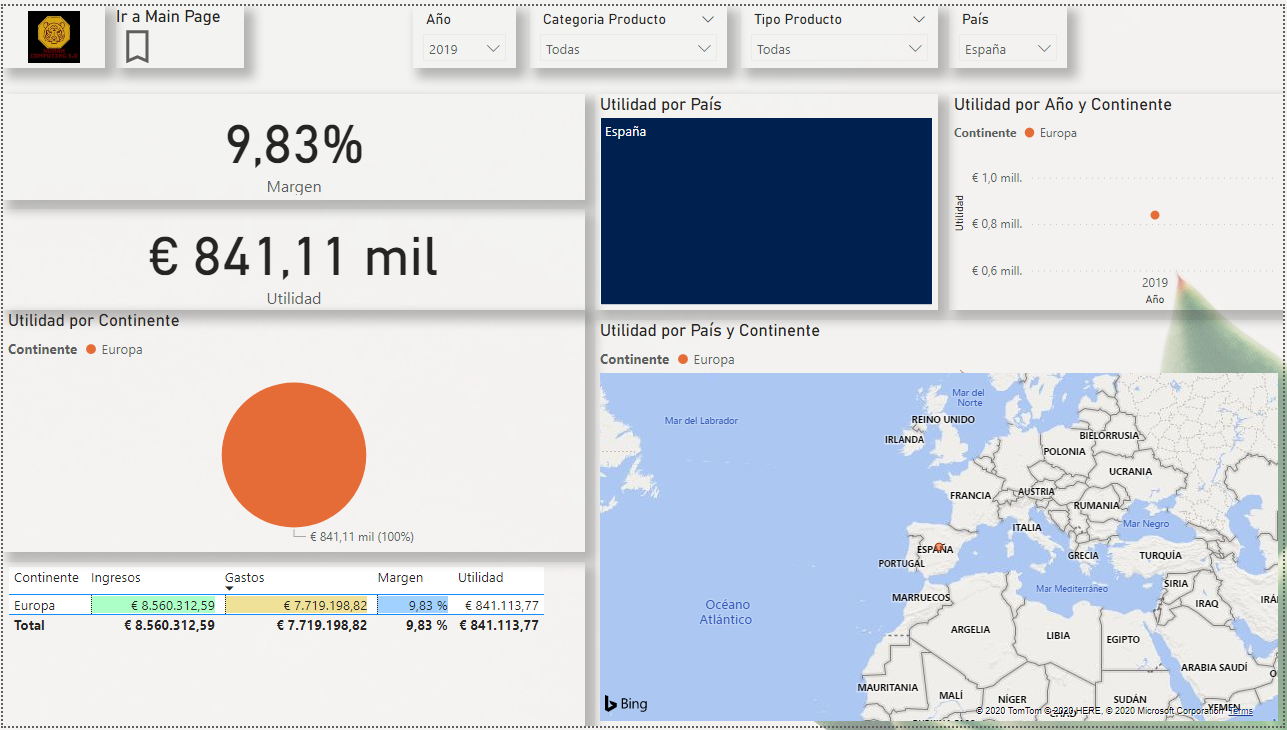 Ir a Main Page
Año
2019
Categoria Producto
Todas
Tipo Producto
Todas
País
España
9,83%
Margen
€ 841,11 mil
Utilidad
Utilidad por País
España
Utilidad por Año y Continente
Continente Europa
Utilidad
€ 1,0 mill.
€ 0,8 mill.
€ 0,6 mill.
2019
Año
Utilidad por Continente
Continente Europa
€ 841,11 mil (100%)
Continente Ingresos Gastos Margen Utilidad
Europa € 8.560.312,59 € 7.719.198,82 9,83 % € 841.113,77
Total € 8.560.312,59 € 7.719.198,82 9,83 % € 841.113,77
Utilidad por País y Continente
Continente Europa
Mar del Norte
Mar del Labrador
REINO UNIDO
IRLANDA
BIELORRUSIA
POLONIA
UCRANIA
FRANCIA
AUSTRIA
RUMANIA
Mar Negro
ITALIA
ESPAÑA
PORTUGAL
GRECIA
TURQUÍA
SIRIA
Mar Mediterráneo
MARRUECOS
IRAQ
Océano
Atlántico
ARGELIA
LIBIA
EGIPTO
ARABIA SAUDÍ
MAURITANIA
MALÍ
NÍGER
SUDÁN
CHAD
YEMEN
Bing
© 2020 TomTom © 2020 HERE, © 2020 Microsoft Corporation Terms